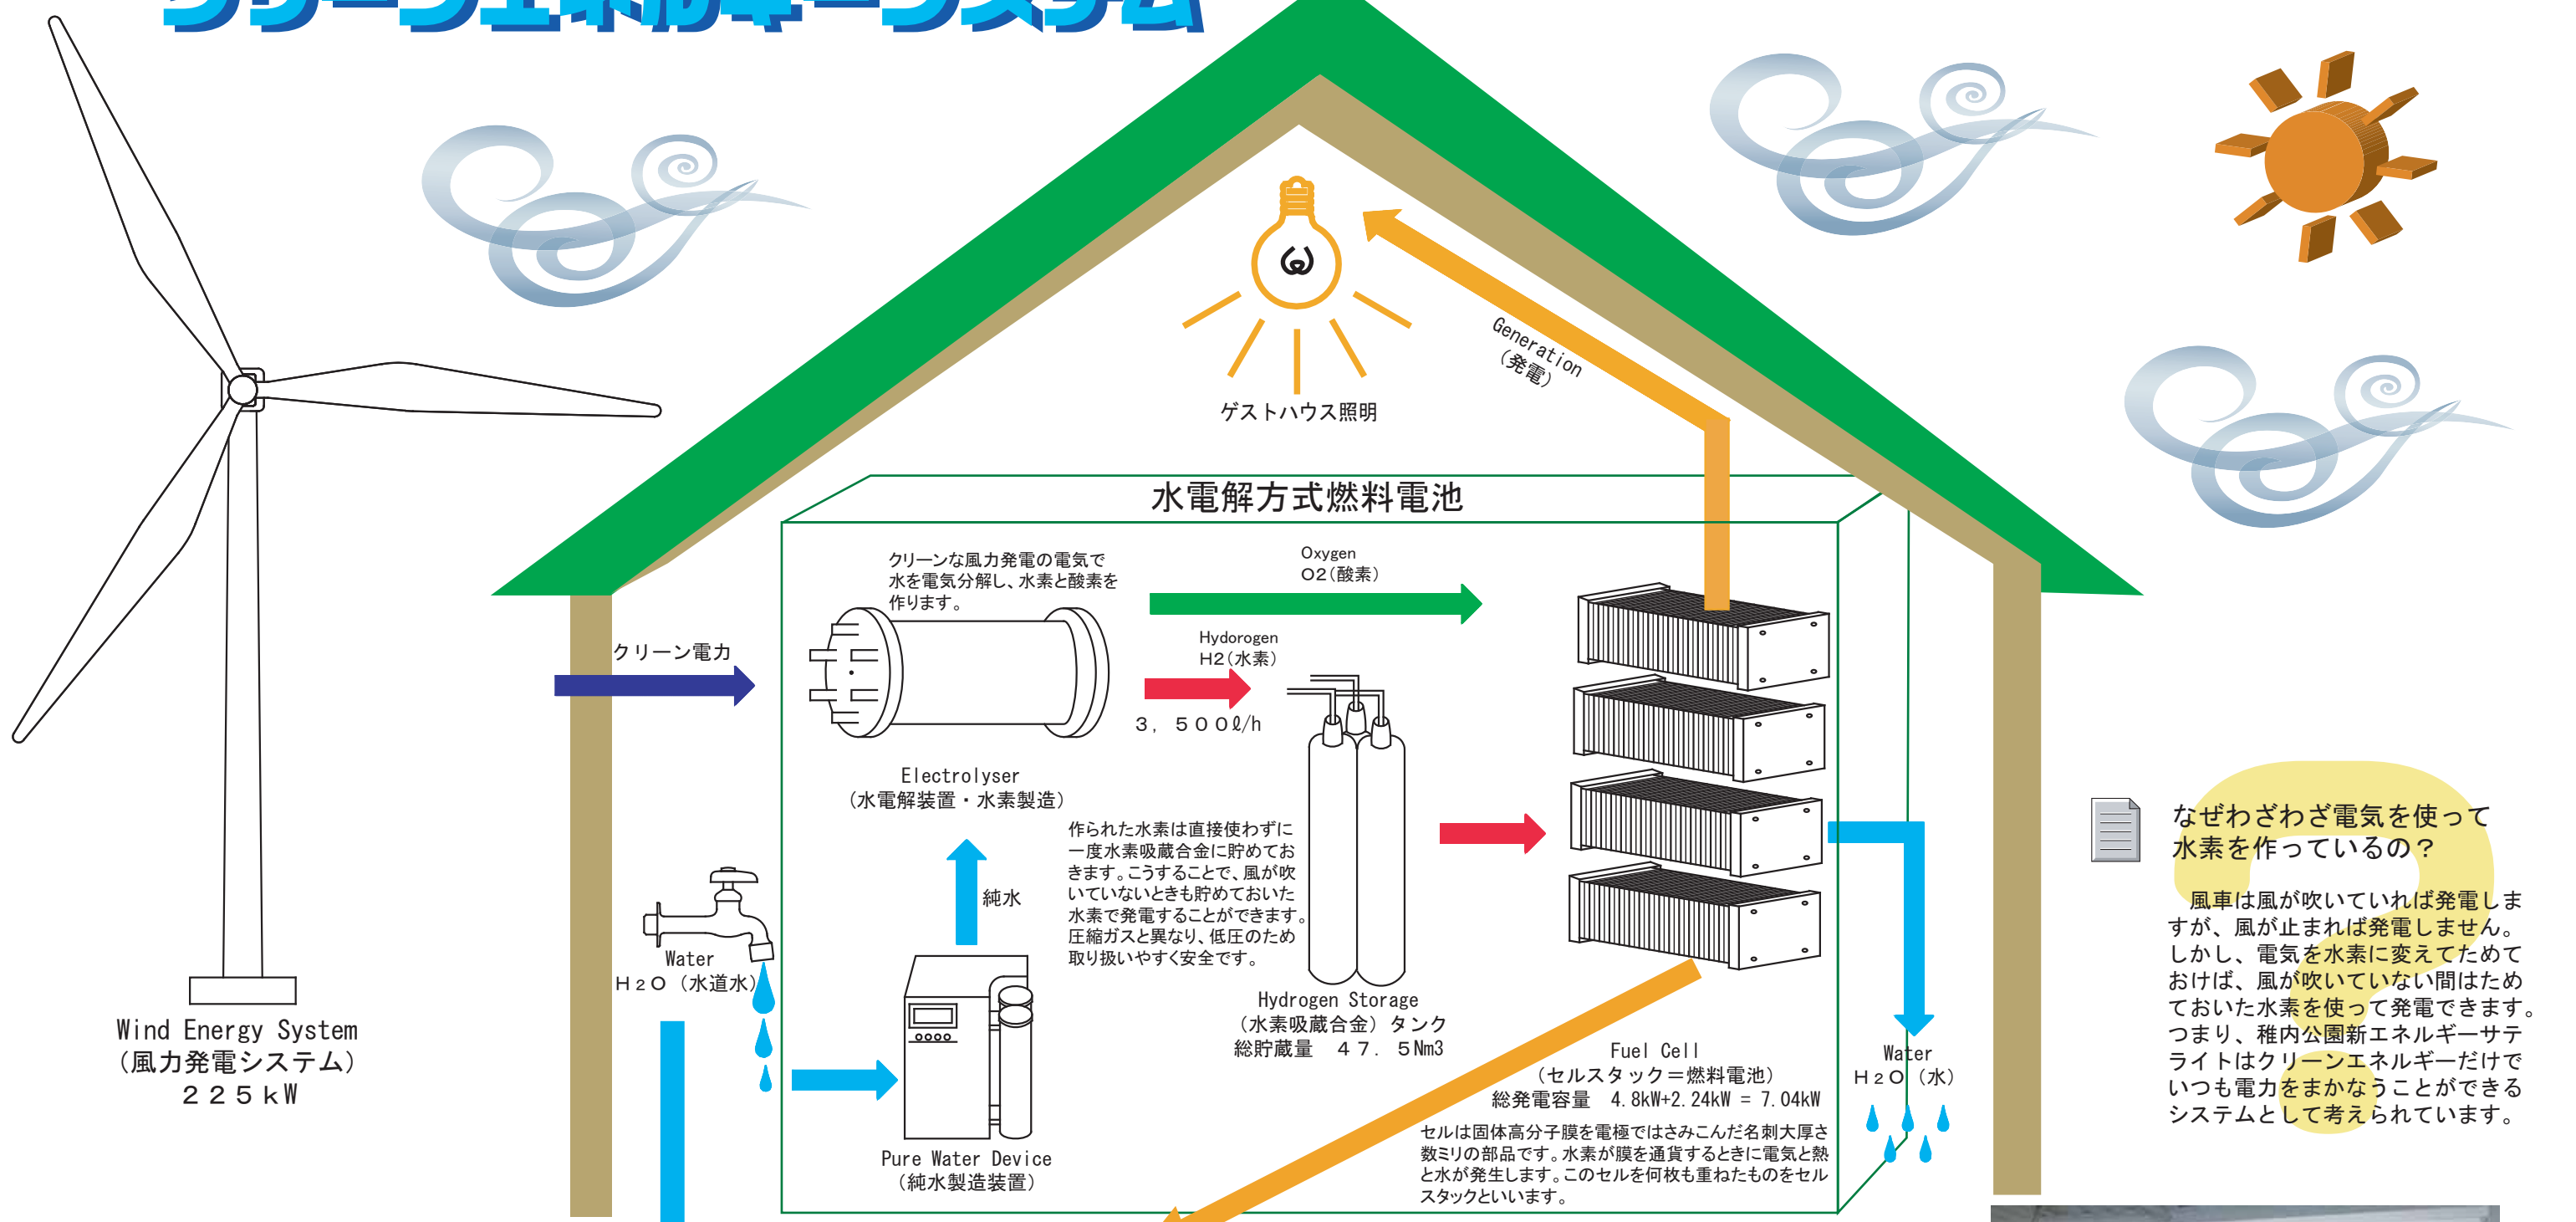 クリーンエネルギーシステム
Generation
(発電)
ゲストハウス照明
水電解方式燃料電池
クリーンな風力発電の電気で
水を電気分解し、水素と酸素を
作ります。
Oxygen
O2(酸素)
Hydorogen
H2(水素)
3, 500ℓ/h
クリーン電力
Electrolyser
(水電解装置・水素製造)
作られた水素は直接使わずに
一度水素吸蔵合金に貯めてお
きます。こうすることで、風が吹
いていないときも貯めておいた
水素で発電することができます。
圧縮ガスと異なり、低圧のため
取り扱いやすく安全です。
純水
Water
H2O (水道水)
Wind Energy System
(風力発電システム)
225kW
Pure Water Device
(純水製造装置)
Hydrogen Storage
(水素吸蔵合金) タンク
総貯蔵量 47. 5Nm3
Fuel Cell
(セルスタック=燃料電池)
総発電容量 4.8kW+2.24kW = 7.04kW
セルは固体高分子膜を電極ではさみこんだ名刺大厚さ
数ミリの部品です。水素が膜を通貨するときに電気と熱
と水が発生します。このセルを何枚も重ねたものをセル
スタックといいます。
Water
H2O (水)
なぜわざわざ電気を使って
水素を作っているの?
風車は風が吹いていれば発電しま
すが、風が止まれば発電しません。
しかし、電気を水素に変えてためて
おけば、風が吹いていない間はため
ておいた水素を使って発電できます。
つまり、稚内公園新エネルギーサテ
ライトはクリーンエネルギーだけで
いつも電力をまかなうことができる
システムとして考えられています。